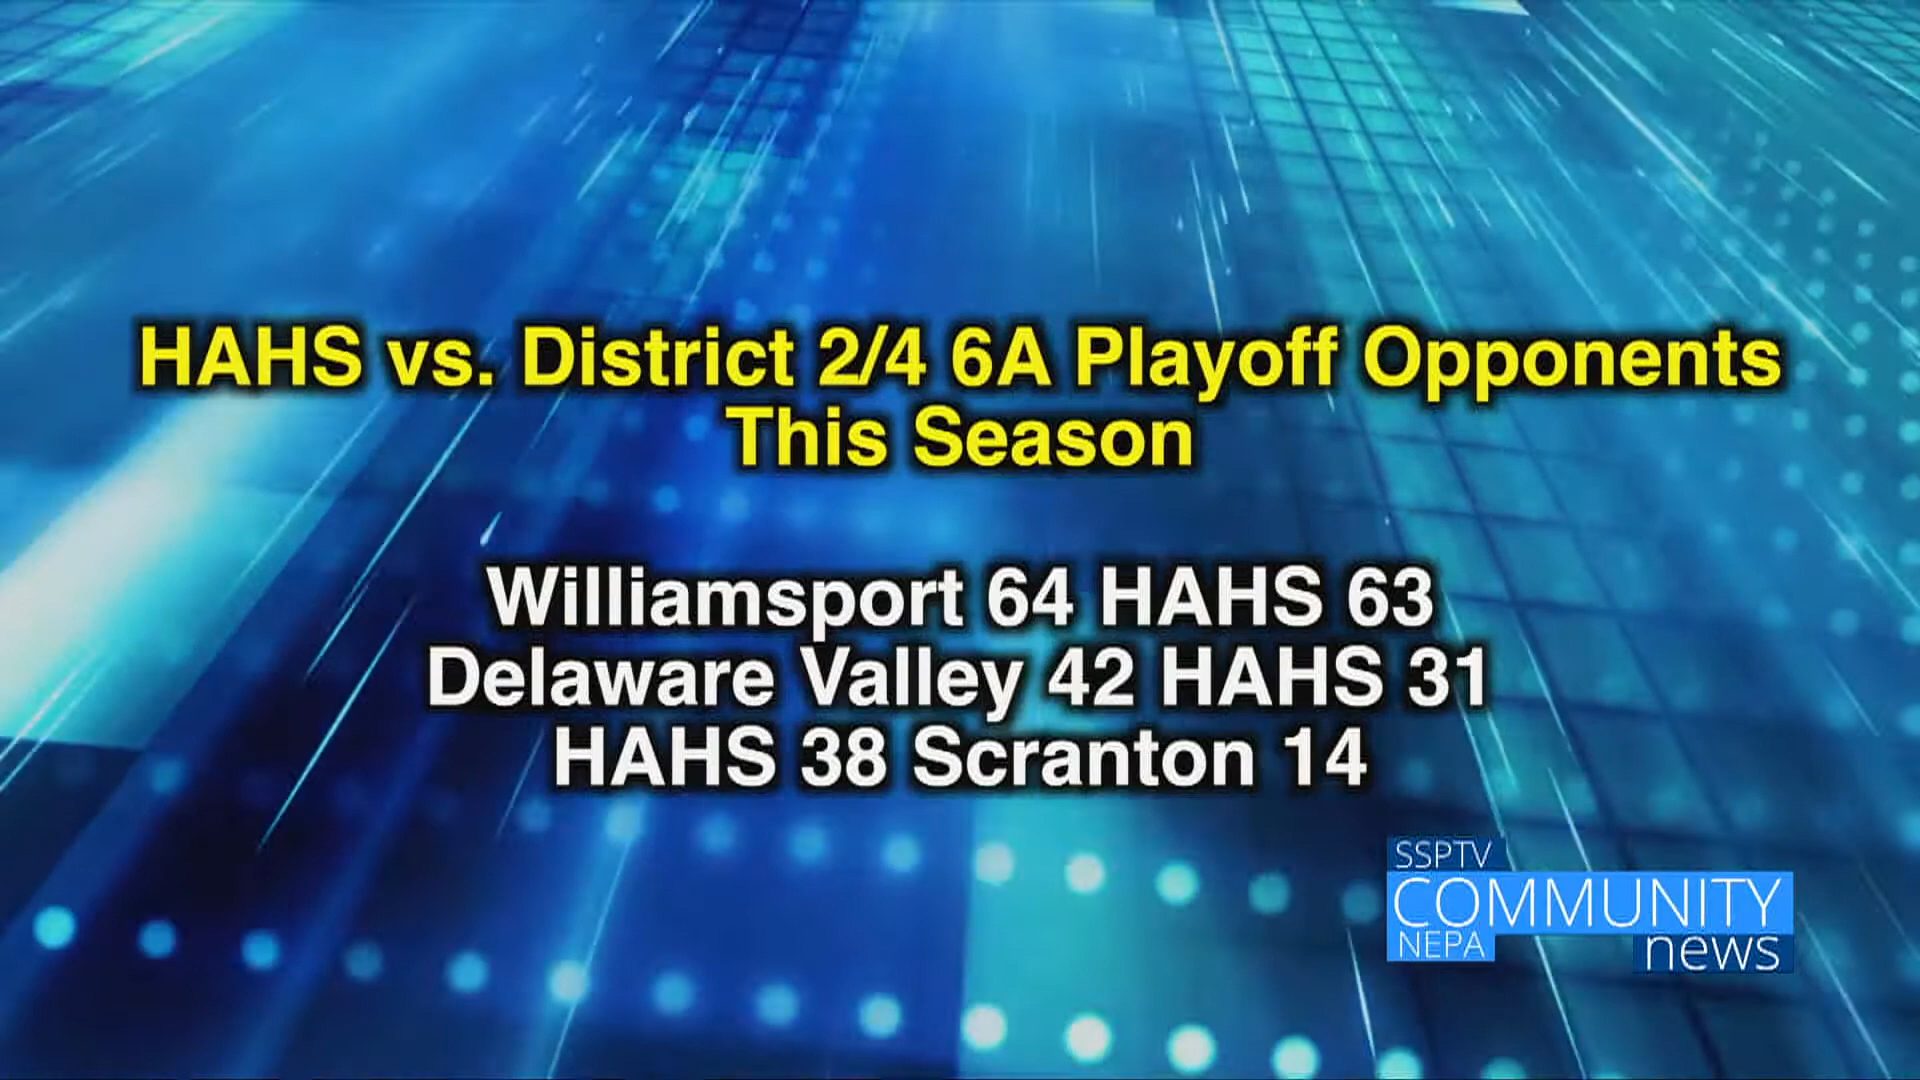 HAHS vs. District 2/4 6A Playoff Opponents
This Season
Williamsport 64 HAHS 63
Delaware Valley 42 HAHS 31
HAHS 38 Scranton 14
SSPTV
COMMUNITY
NEPA
news